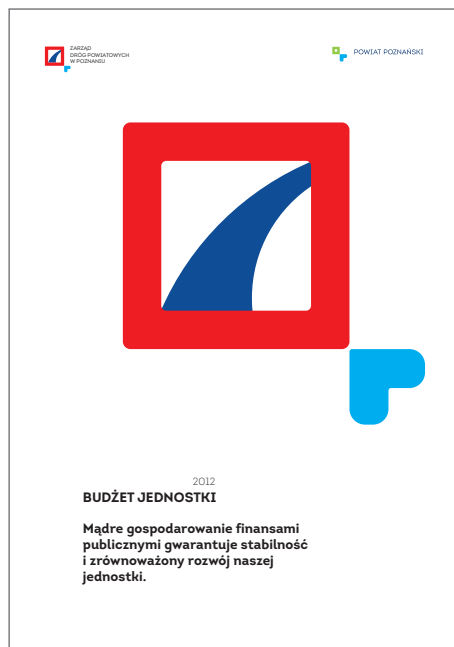 ZARZĄD
DRÓG POWIATOWYCH
W POZNANIU
POWIAT POZNAŃSKI
2012
BUDŻET JEDNOSTKI
Mądre gospodarowanie finansami
publicznymi gwarantuje stabilność
i zrównoważony rozwój naszej
jednostki.